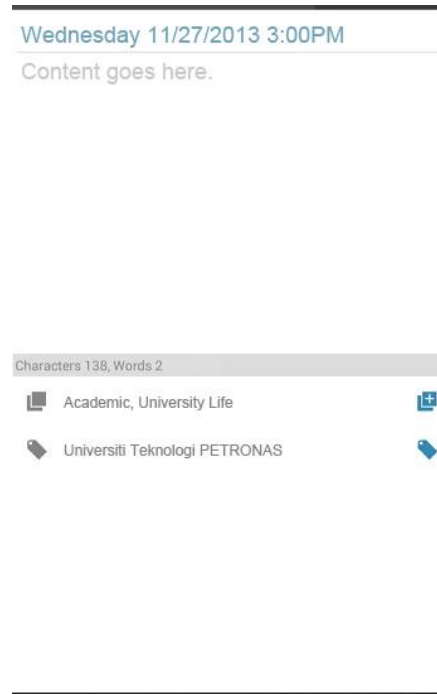 Wednesday 11/27/2013 3:00PM
Content goes here.
Characters 138, Words 2
Academic, University Life
Universiti Teknologi PETRONAS